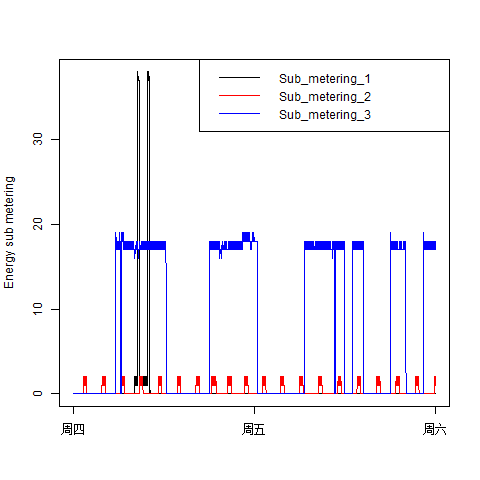 Sub_metering_1
Sub_metering_2
Sub_metering_3
Energy sub metering
30
20
10
0
周四 周五 周六